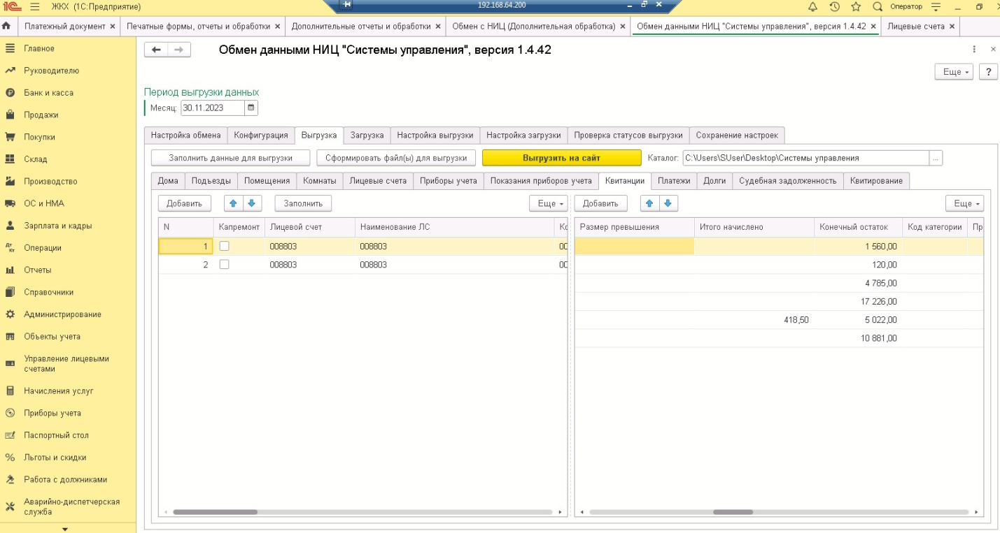 1С ЖКХ (1С:Предприятие) 192.168.64.200 Оператор
Платежный документ × Печатные формы, отчеты и обработки × Дополнительные отчеты и обработки × Обмен с НИЦ (Дополнительная обработка) × Обмен данными НИЦ "Системы управления", версия 1.4.42 × Лицевые счета ×
Главное
Руководителю
Банк и касса
Продажи
Покупки
Склад
Производство
ОС и НМА
Зарплата и кадры
Операции
Отчеты
Справочники
Администрирование
Объекты учета
Управление лицевыми
счетами
Начисления услуг
Приборы учета
Паспортный стол
Льготы и скидки
Работа с должниками
Аварийно-диспетчерская
служба
Обмен данными НИЦ "Системы управления", версия 1.4.42
Еще ?
Период выгрузки данных
Месяц: 30.11.2023
Настройка обмена Конфигурация Выгрузка Загрузка Настройка выгрузки Настройка загрузки Проверка статусов выгрузки Сохранение настроек
Заполнить данные для выгрузки Сформировать файл(ы) для выгрузки Выгрузить на сайт Каталог: C:\Users\SUser\Desktop\Системы управления ...
Дома Подъезды Помещения Комнаты Лицевые счета Приборы учета Показания приборов учета Квитанции Платежи Долги Судебная задолженность Квитирование
Добавить Заполнить Еще Добавить Еще
N Капремонт Лицевой счет Наименование ЛС Кс Размер превышения Итого начислено Конечный остаток Код категории Пр
1 008803 008803 00 1 560,00
2 008803 008803 00 120,00
4 785,00
17 226,00
418,50 5 022,00
10 881,00